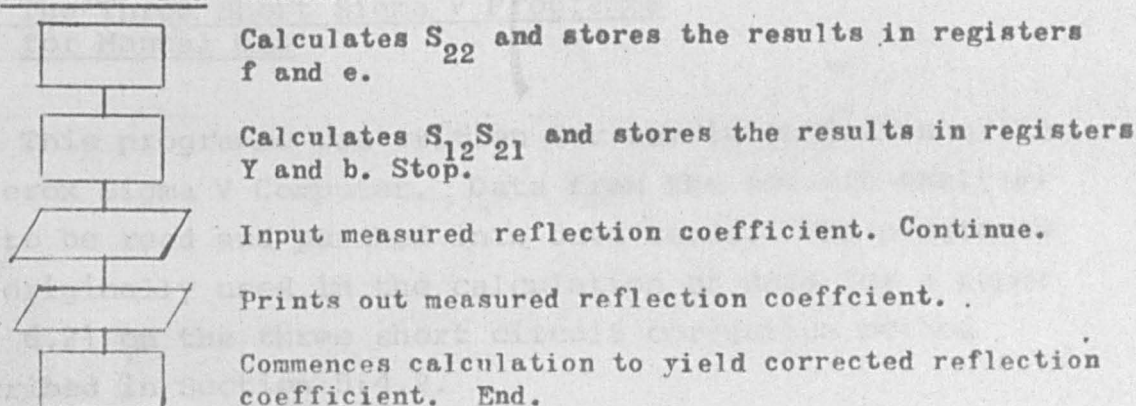 Calculates S22 and stores the results in registers
f and e.
Calculates S12S21 and stores the results in registers
Y and b. Stop.
Input measured reflection coefficient. Continue.
Prints out measured reflection coeffcient.
Commences calculation to yield corrected reflection
coefficient. End.